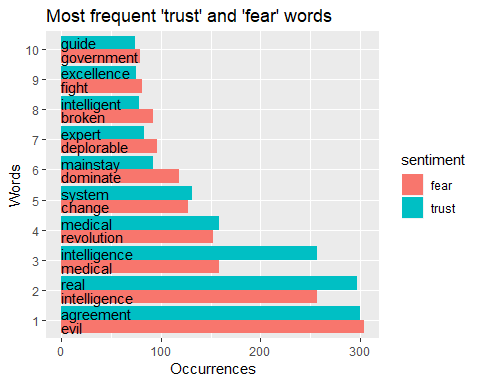 Most frequent 'trust' and 'fear' words
Words
10
guide
government
9
excellence
fight
8
intelligent
broken
7
expert
deplorable
6
mainstay
dominate
5
system
change
4
medical
revolution
3
intelligence
medical
2
real
intelligence
1
agreement
evil
0 100 200 300
Occurrences
sentiment
fear
trust